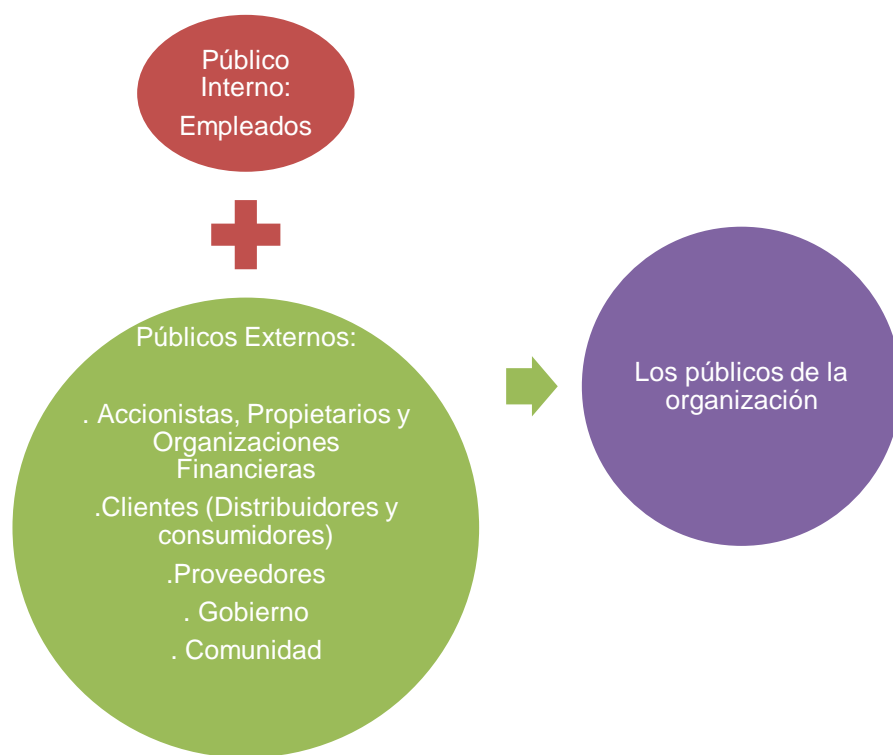 Público
Interno:
Empleados
Públicos Externos:
. Accionistas, Propietarios y
Organizaciones
Financieras
.Clientes (Distribuidores y
consumidores)
.Proveedores
. Gobierno
. Comunidad
Los públicos de la
organización